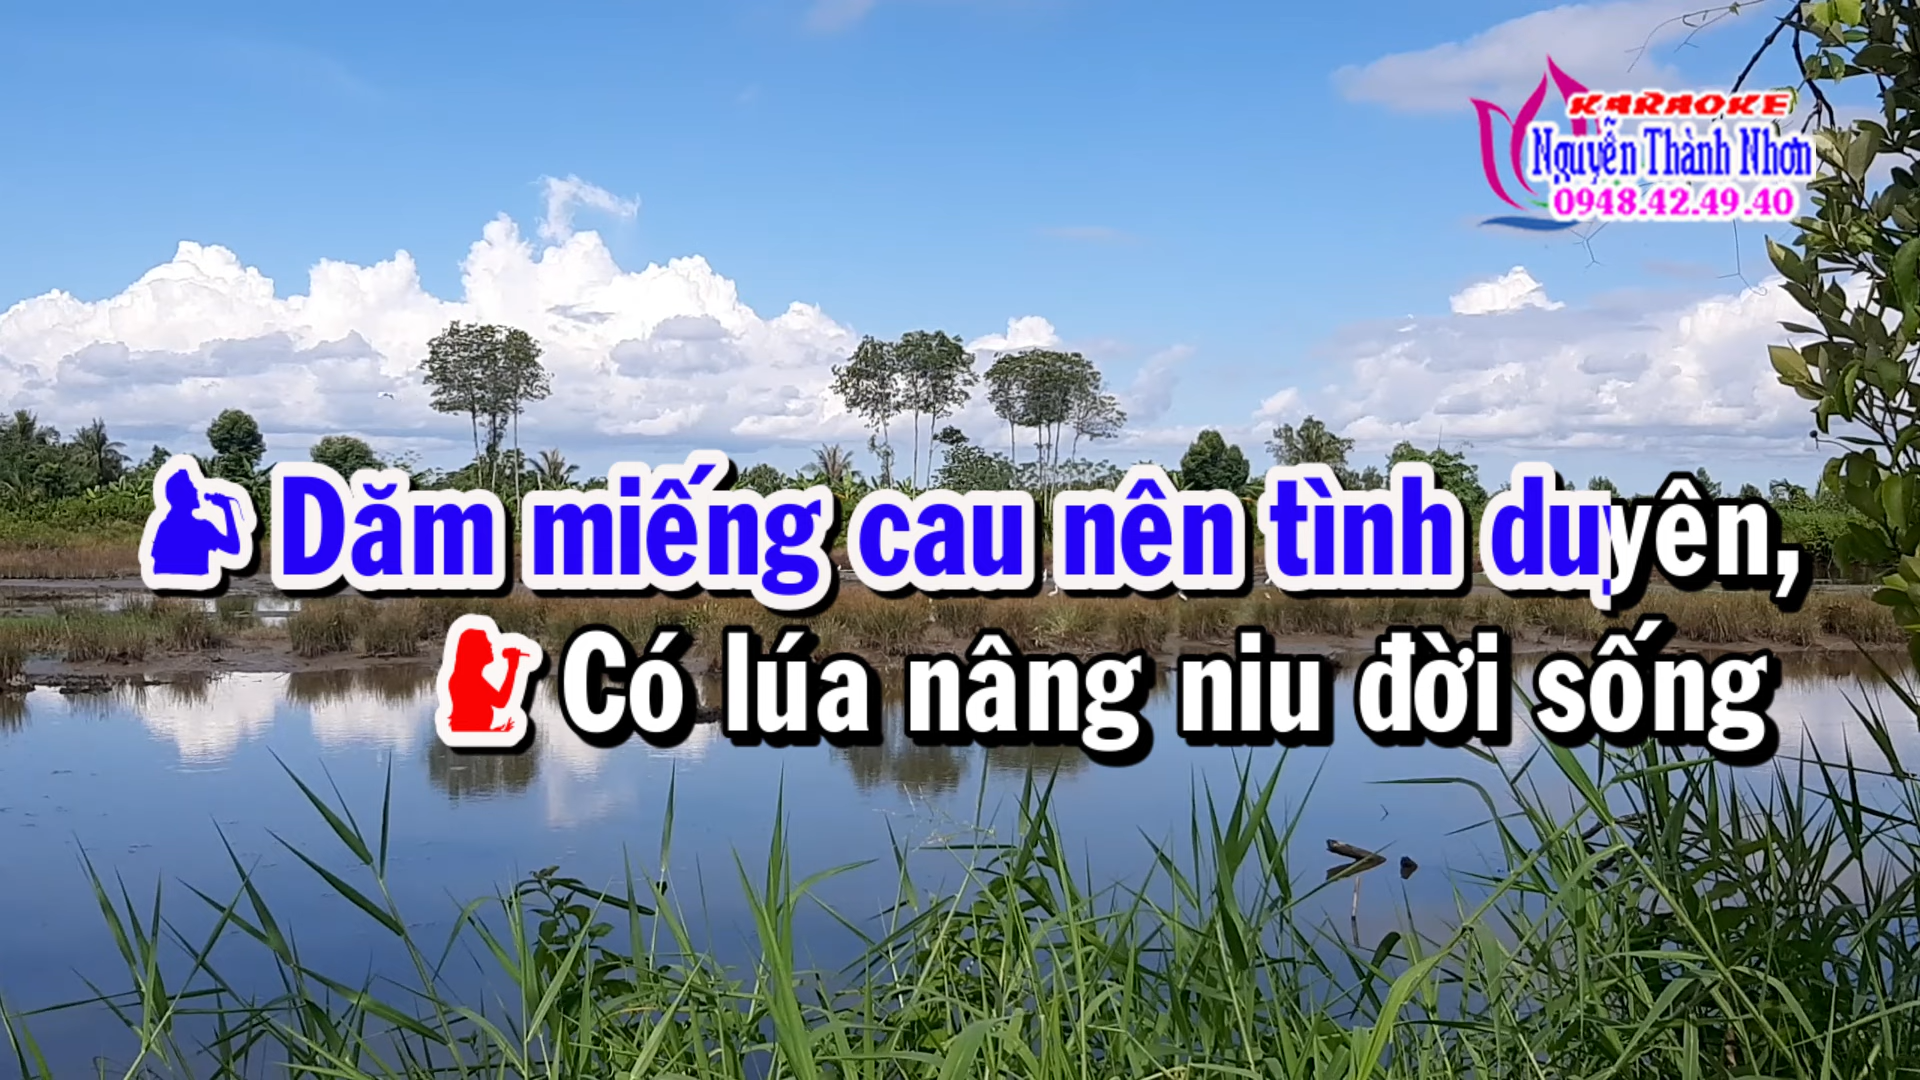 KARAOKE
Nguyễn Thành Nhơn
0948.42.49.40
Dăm miếng cau nên tình duyên,
Có lúa nâng niu đời sống